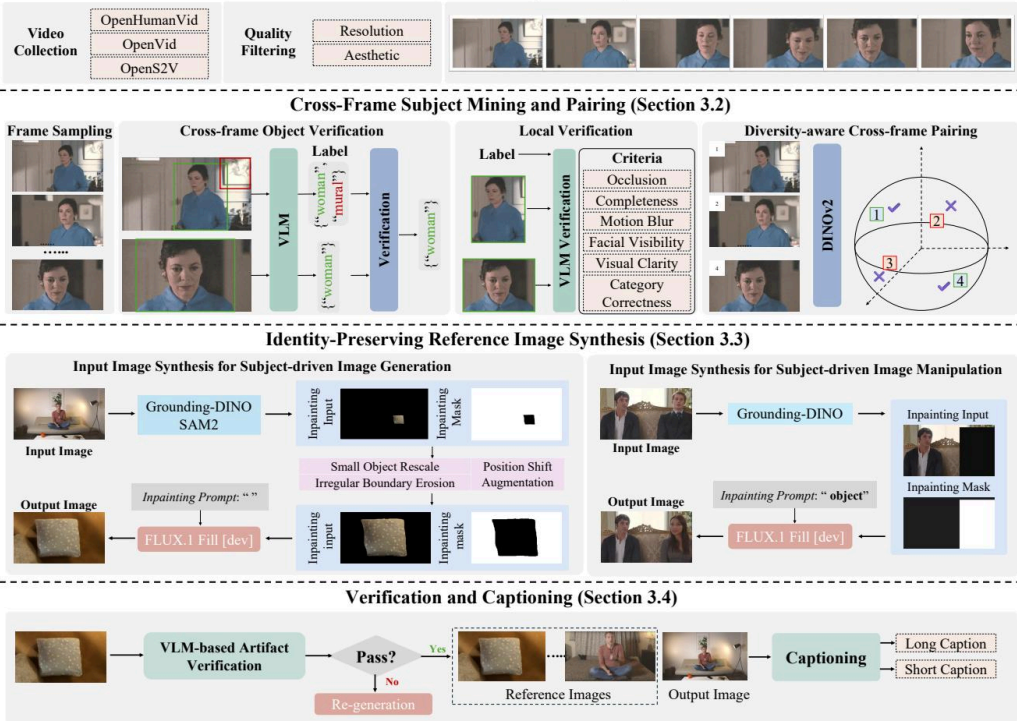 Video
Collection
OpenHumanVid
OpenVid
OpenS2V
Quality
Filtering
Resolution
Aesthetic
Cross-Frame Subject Mining and Pairing (Section 3.2)
Frame Sampling
......
Cross-frame Object Verification
Label
VLM
{“woman”
“mural”}
{“woman”}
Verification
{“woman”}
Local Verification
Label
VLM Verification
Criteria
Occlusion
Completeness
Motion Blur
Facial Visibility
Visual Clarity
Category
Correctness
Diversity-aware Cross-frame Pairing
1
2
4
DINOv2
1
2
3
4
Identity-Preserving Reference Image Synthesis (Section 3.3)
Input Image Synthesis for Subject-driven Image Generation
Input Image
Grounding-DINO
SAM2
Inpainting
Input
Inpainting
Mask
Small Object Rescale
Irregular Boundary Erosion
Position Shift
Augmentation
Output Image
Inpainting Prompt: “ ”
FLUX.1 Fill [dev]
Inpainting
input
Inpainting
mask
Input Image Synthesis for Subject-driven Image Manipulation
Input Image
Grounding-DINO
Inpainting Input
Inpainting Mask
Output Image
Inpainting Prompt: “ object”
FLUX.1 Fill [dev]
Verification and Captioning (Section 3.4)
VLM-based Artifact
Verification
Pass?
Yes
No
Re-generation
Reference Images
Output Image
Captioning
Long Caption
Short Caption